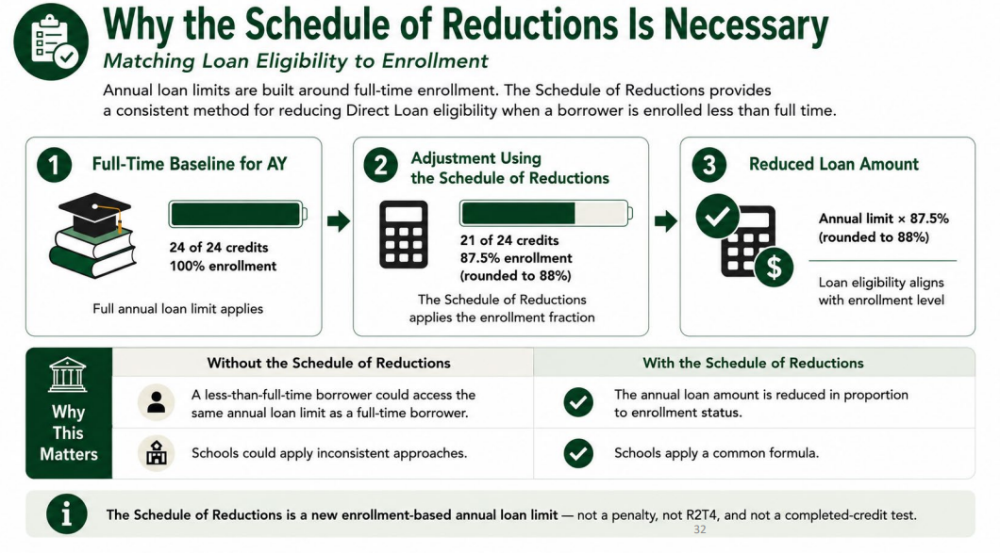 Why the Schedule of Reductions Is Necessary
Matching Loan Eligibility to Enrollment
Annual loan limits are built around full-time enrollment. The Schedule of Reductions provides
a consistent method for reducing Direct Loan eligibility when a borrower is enrolled less than full time.
1
Full-Time Baseline for AY
24 of 24 credits
100% enrollment
Full annual loan limit applies
2
Adjustment Using
the Schedule of Reductions
21 of 24 credits
87.5% enrollment
(rounded to 88%)
The Schedule of Reductions
applies the enrollment fraction
3
Reduced Loan Amount
$
Annual limit × 87.5%
(rounded to 88%)
Loan eligibility aligns
with enrollment level
Why
This
Matters
Without the Schedule of Reductions
With the Schedule of Reductions
A less-than-full-time borrower could access the
same annual loan limit as a full-time borrower.
The annual loan amount is reduced in proportion
to enrollment status.
Schools could apply inconsistent approaches.
Schools apply a common formula.
i
The Schedule of Reductions is a new enrollment-based annual loan limit — not a penalty, not R2T4, and not a completed-credit test.
32